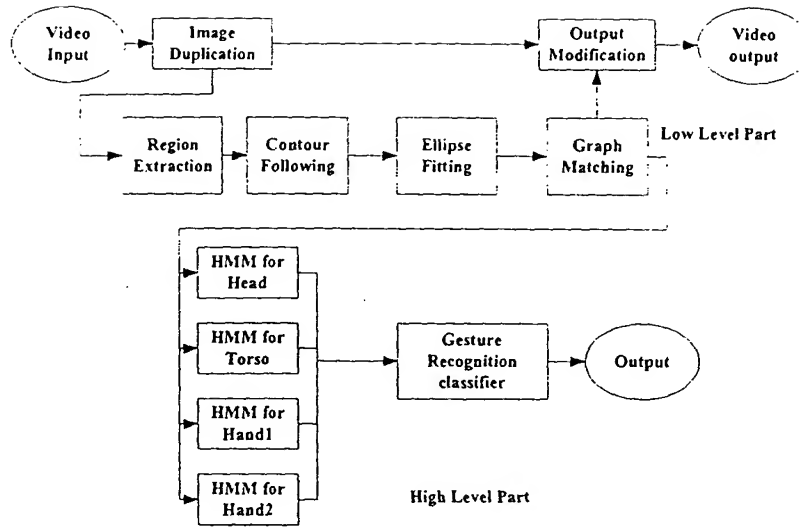 Video
Input
Image
Duplication
Output
Modification
Video
output
Region
Extraction
Contour
Following
Ellipse
Fitting
Graph
Matching
Low Level Part
HMM for
Head
HMM for
Torso
HMM for
Hand1
HMM for
Hand2
Gesture
Recognition
classifier
Output
High Level Part